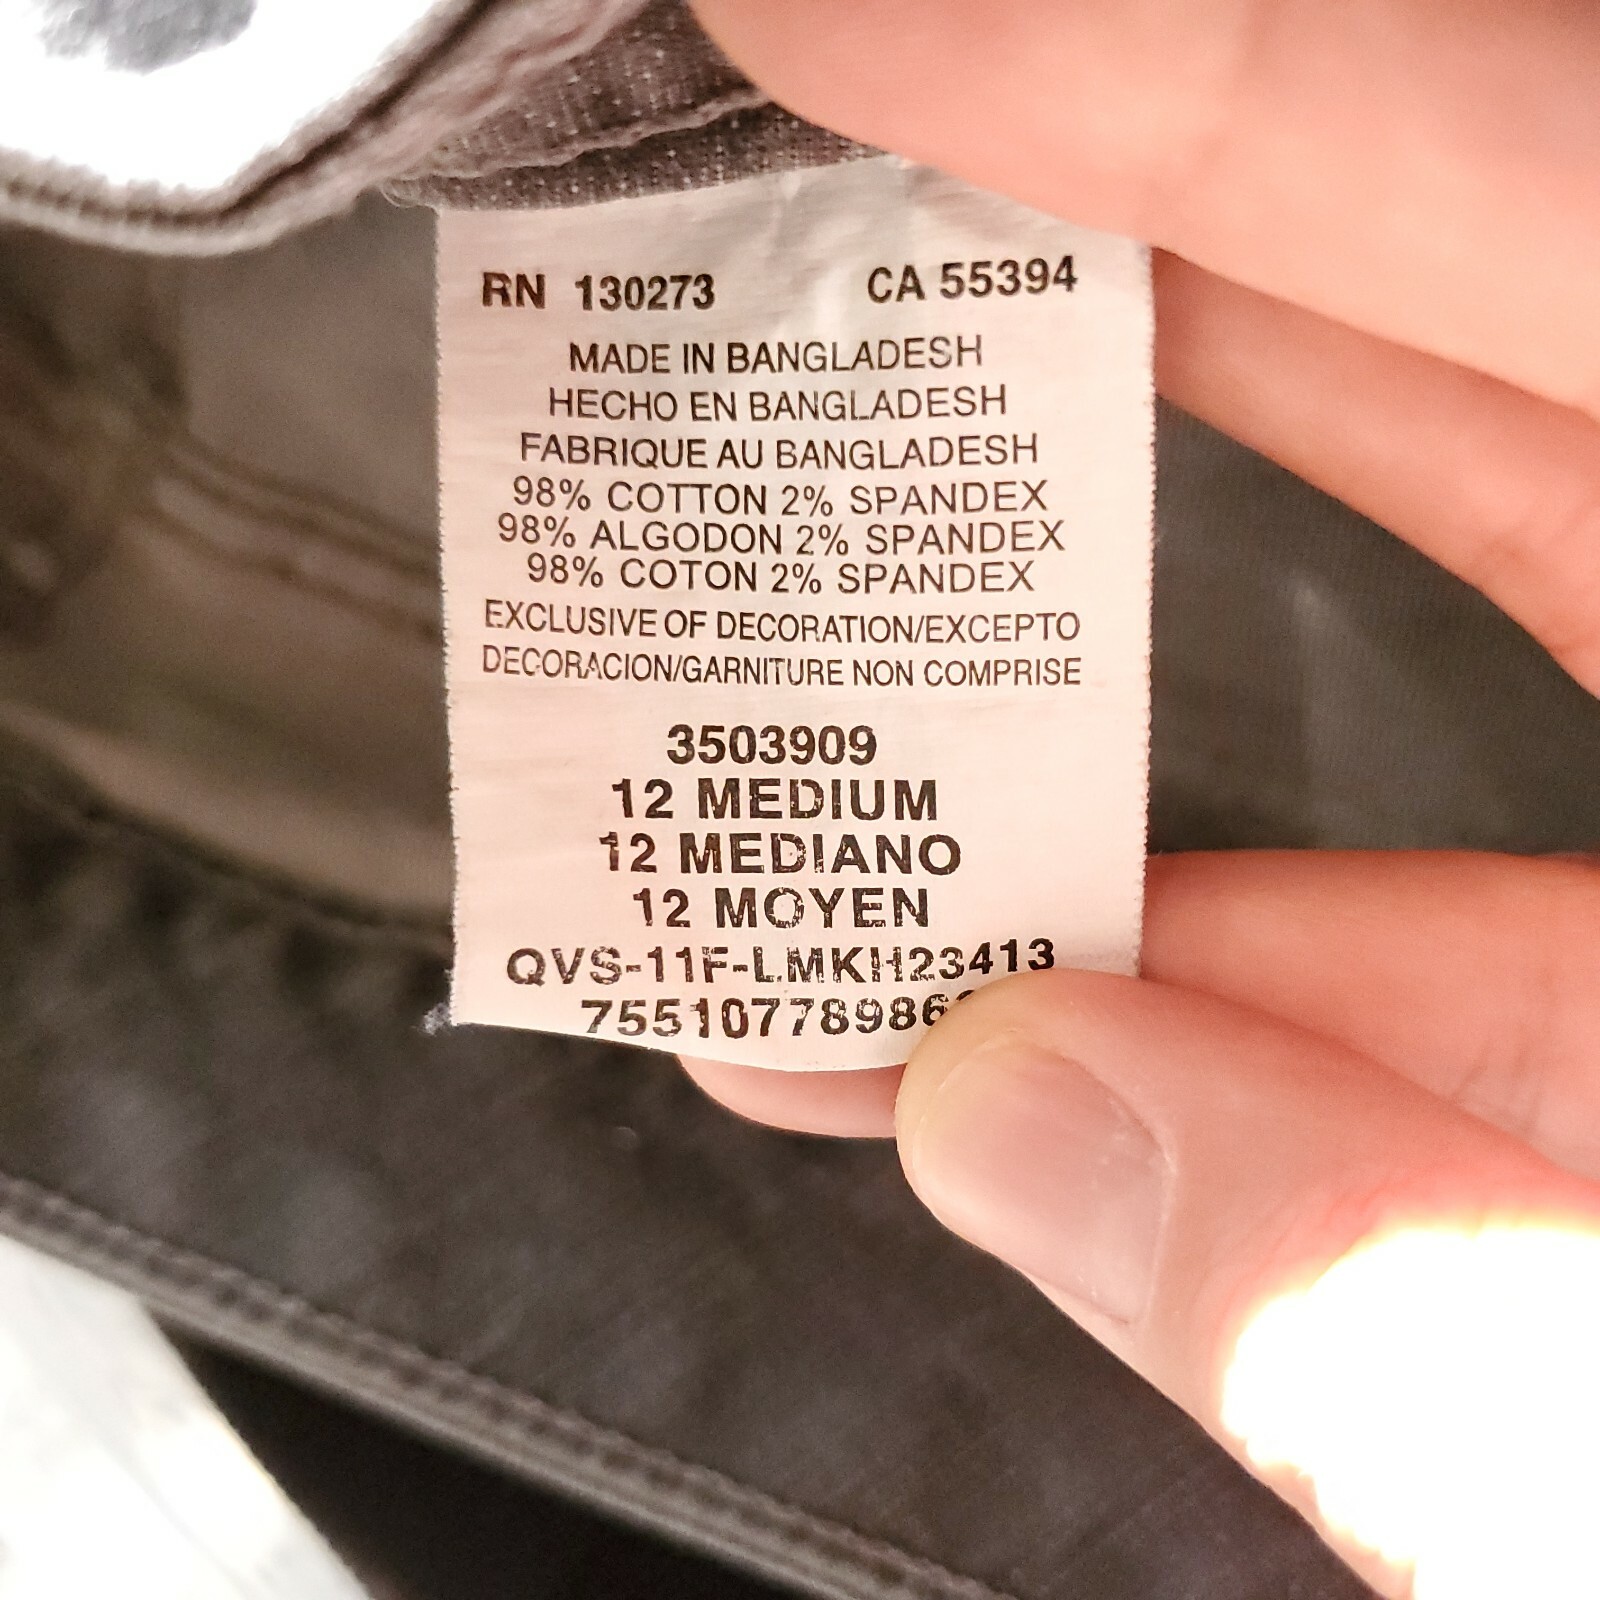 RN 130273 CA 55394
MADE IN BANGLADESH
HECHO EN BANGLADESH
FABRIQUE AU BANGLADESH
98% COTTON 2% SPANDEX
98% ALGODON 2% SPANDEX
98% COTON 2% SPANDEX
EXCLUSIVE OF DECORATION/EXCEPTO
DECORACION/GARNITURE NON COMPRISE
3503909
12 MEDIUM
12 MEDIANO
12 MOYEN
QVS-11F-LMKH23413